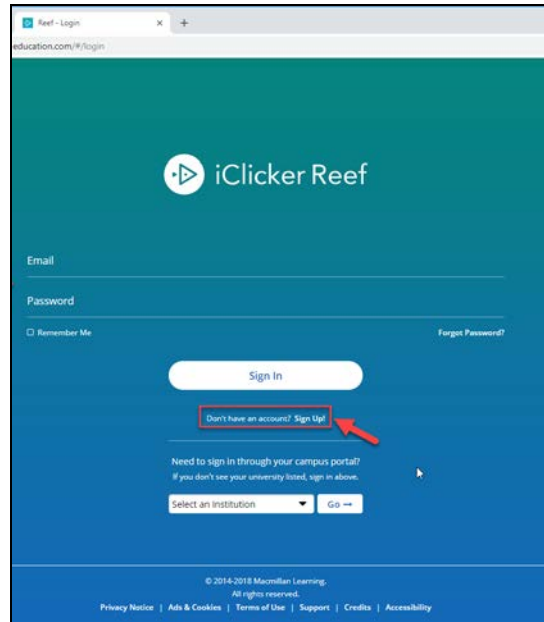 Reef - Login
education.com/#/login
iClicker Reef
Email
Password
Remember Me
Forgot Password?
Sign In
Don't have an account? Sign Up!
Need to sign in through your campus portal?
If you don't see your university listed, sign in above.
Select an institution
Go →
© 2014-2018 Macmillan Learning.
All rights reserved.
Privacy Notice | Ads & Cookies | Terms of Use | Support | Credits | Accessibility